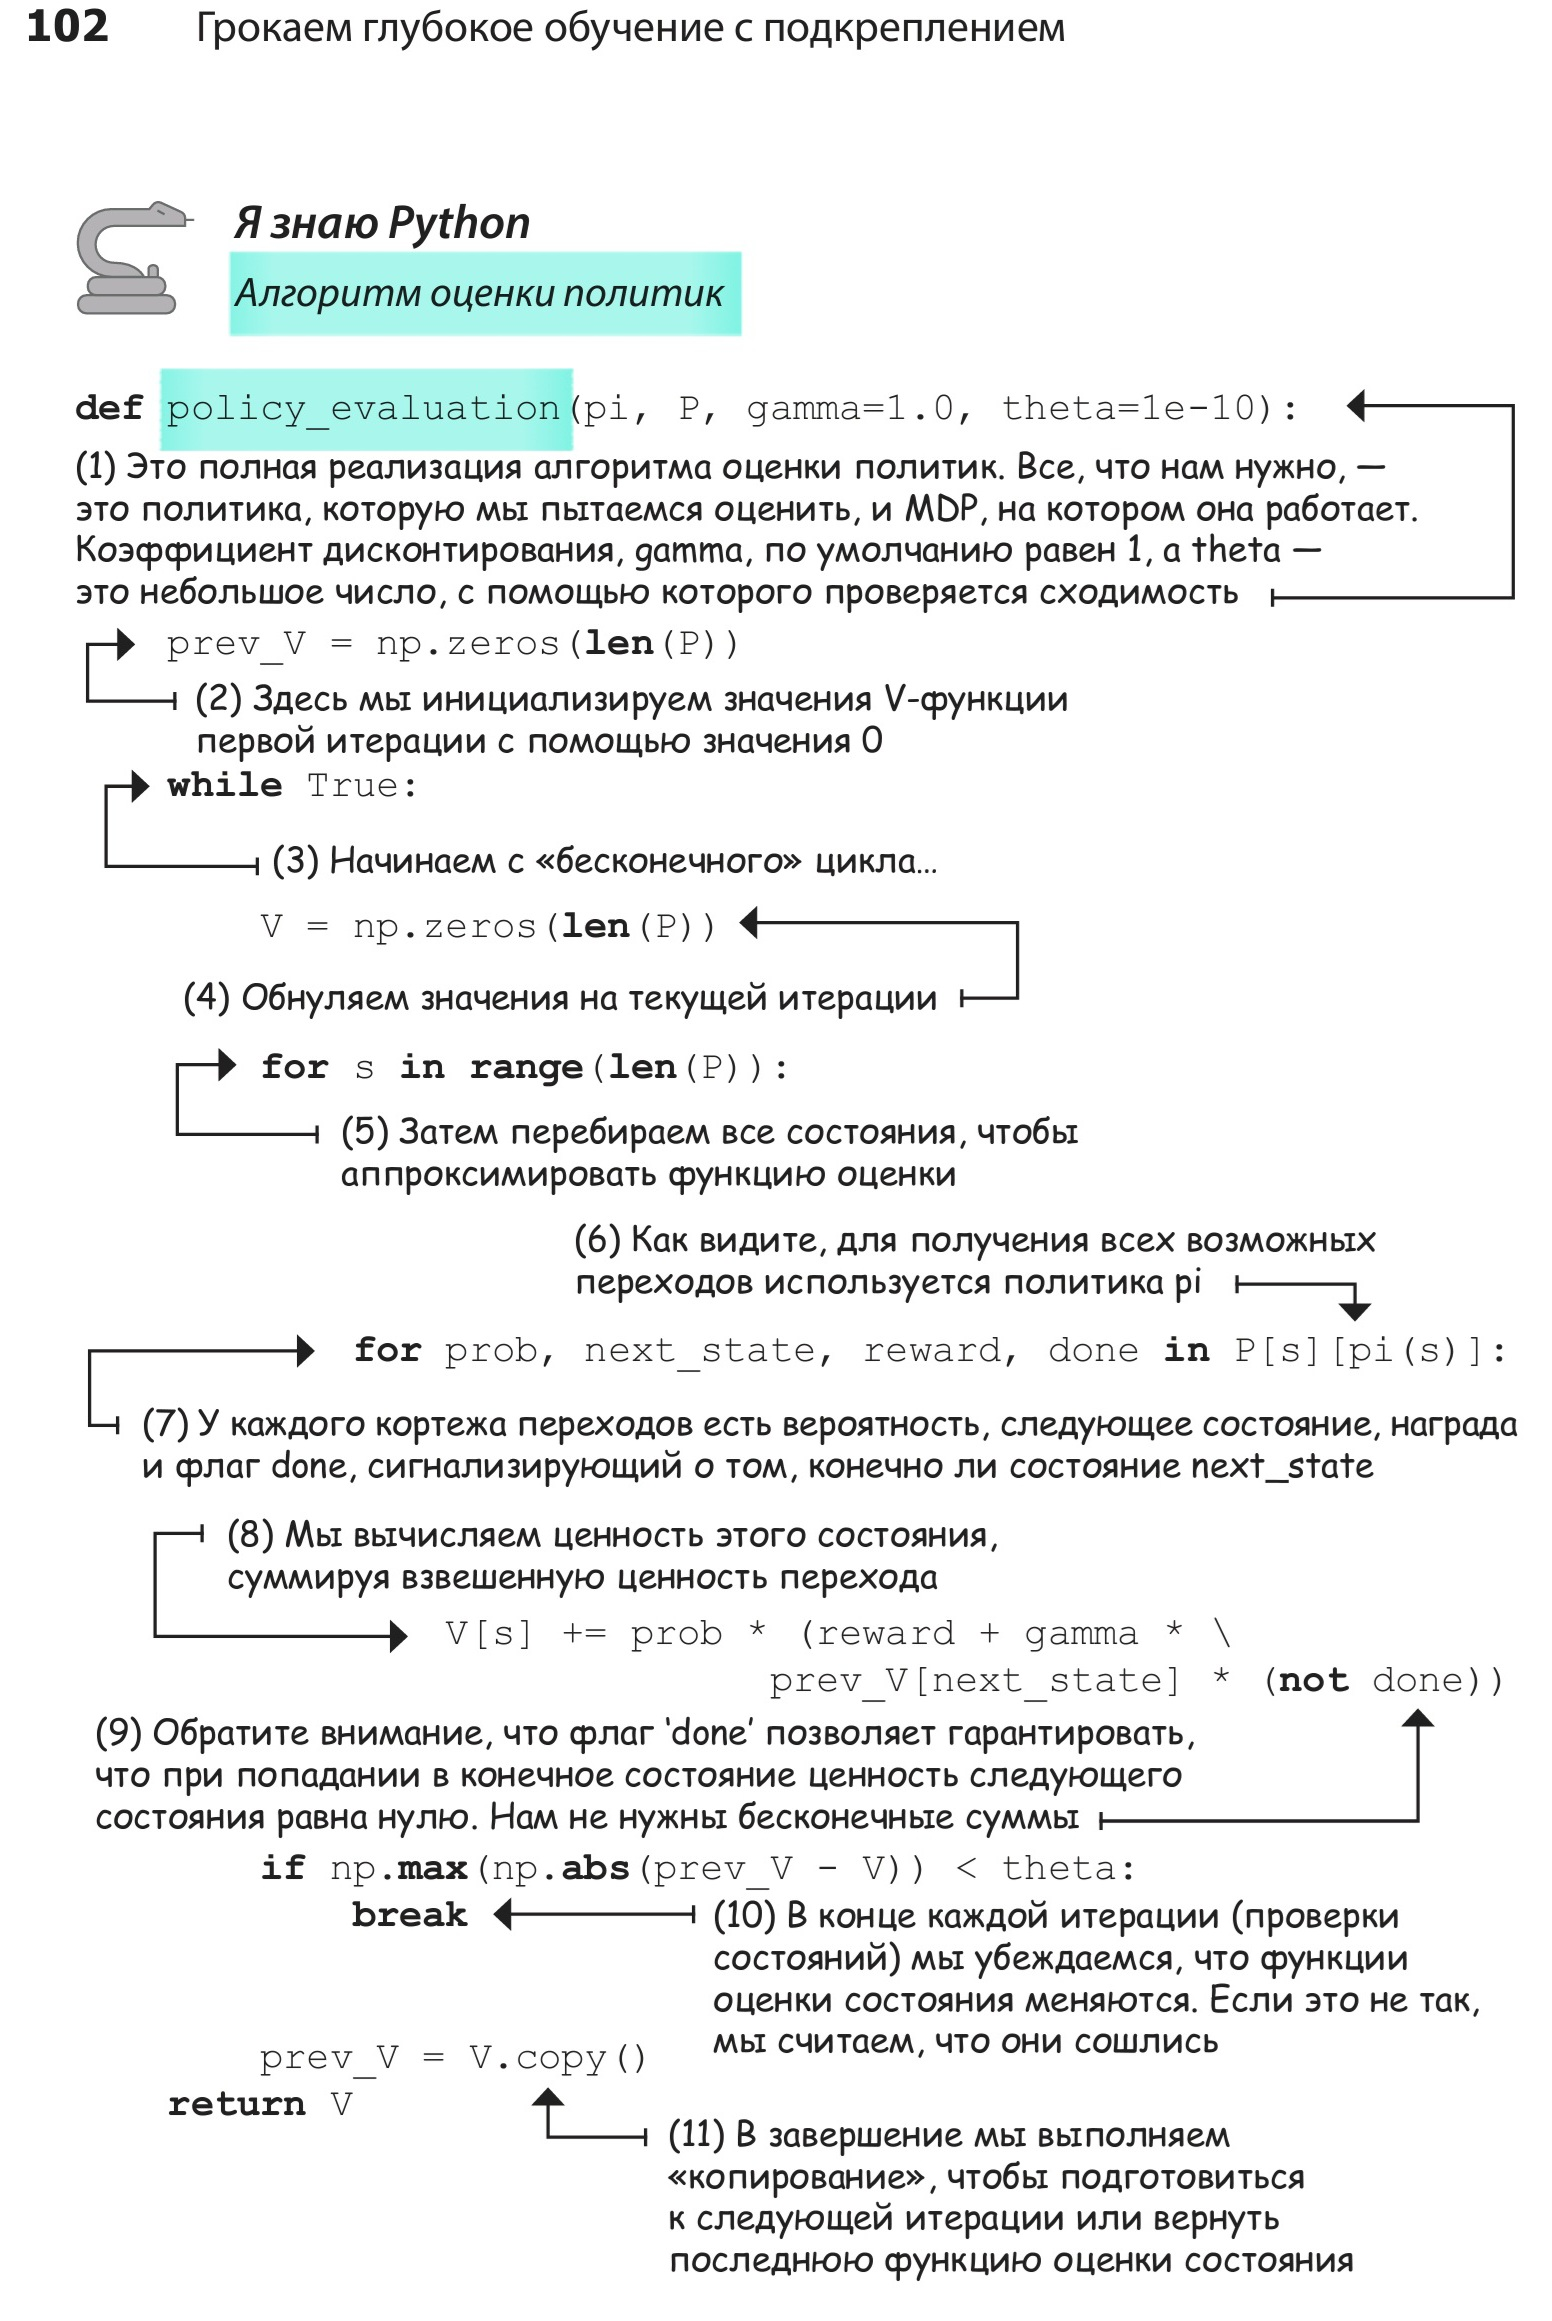 102 Грокаем глубокое обучение с подкреплением
Я знаю Python
Алгоритм оценки политик
def policy_evaluation(pi, P, gamma=1.0, theta=1e-10):
(1) Это полная реализация алгоритма оценки политик. Все, что нам нужно, —
это политика, которую мы пытаемся оценить, и MDP, на котором она работает.
Коэффициент дисконтирования, gamma, по умолчанию равен 1, а theta —
это небольшое число, с помощью которого проверяется сходимость
prev_V = np.zeros(len(P))
(2) Здесь мы инициализируем значения V-функции
первой итерации с помощью значения 0
while True:
(3) Начинаем с «бесконечного» цикла...
V = np.zeros(len(P))
(4) Обнуляем значения на текущей итерации
for s in range(len(P)):
(5) Затем перебираем все состояния, чтобы
аппроксимировать функцию оценки
(6) Как видите, для получения всех возможных
переходов используется политика pi
for prob, next_state, reward, done in P[s][pi(s)]:
(7) У каждого кортежа переходов есть вероятность, следующее состояние, награда
и флаг done, сигнализирующий о том, конечно ли состояние next_state
(8) Мы вычисляем ценность этого состояния,
суммируя взвешенную ценность перехода
V[s] += prob * (reward + gamma * \
prev_V[next_state] * (not done))
(9) Обратите внимание, что флаг ‘done’ позволяет гарантировать,
что при попадании в конечное состояние ценность следующего
состояния равна нулю. Нам не нужны бесконечные суммы
if np.max(np.abs(prev_V - V)) < theta:
break
(10) В конце каждой итерации (проверки
состояний) мы убеждаемся, что функции
оценки состояния меняются. Если это не так,
мы считаем, что они сошлись
prev_V = V.copy()
return V
(11) В завершение мы выполняем
«копирование», чтобы подготовиться
к следующей итерации или вернуть
последнюю функцию оценки состояния